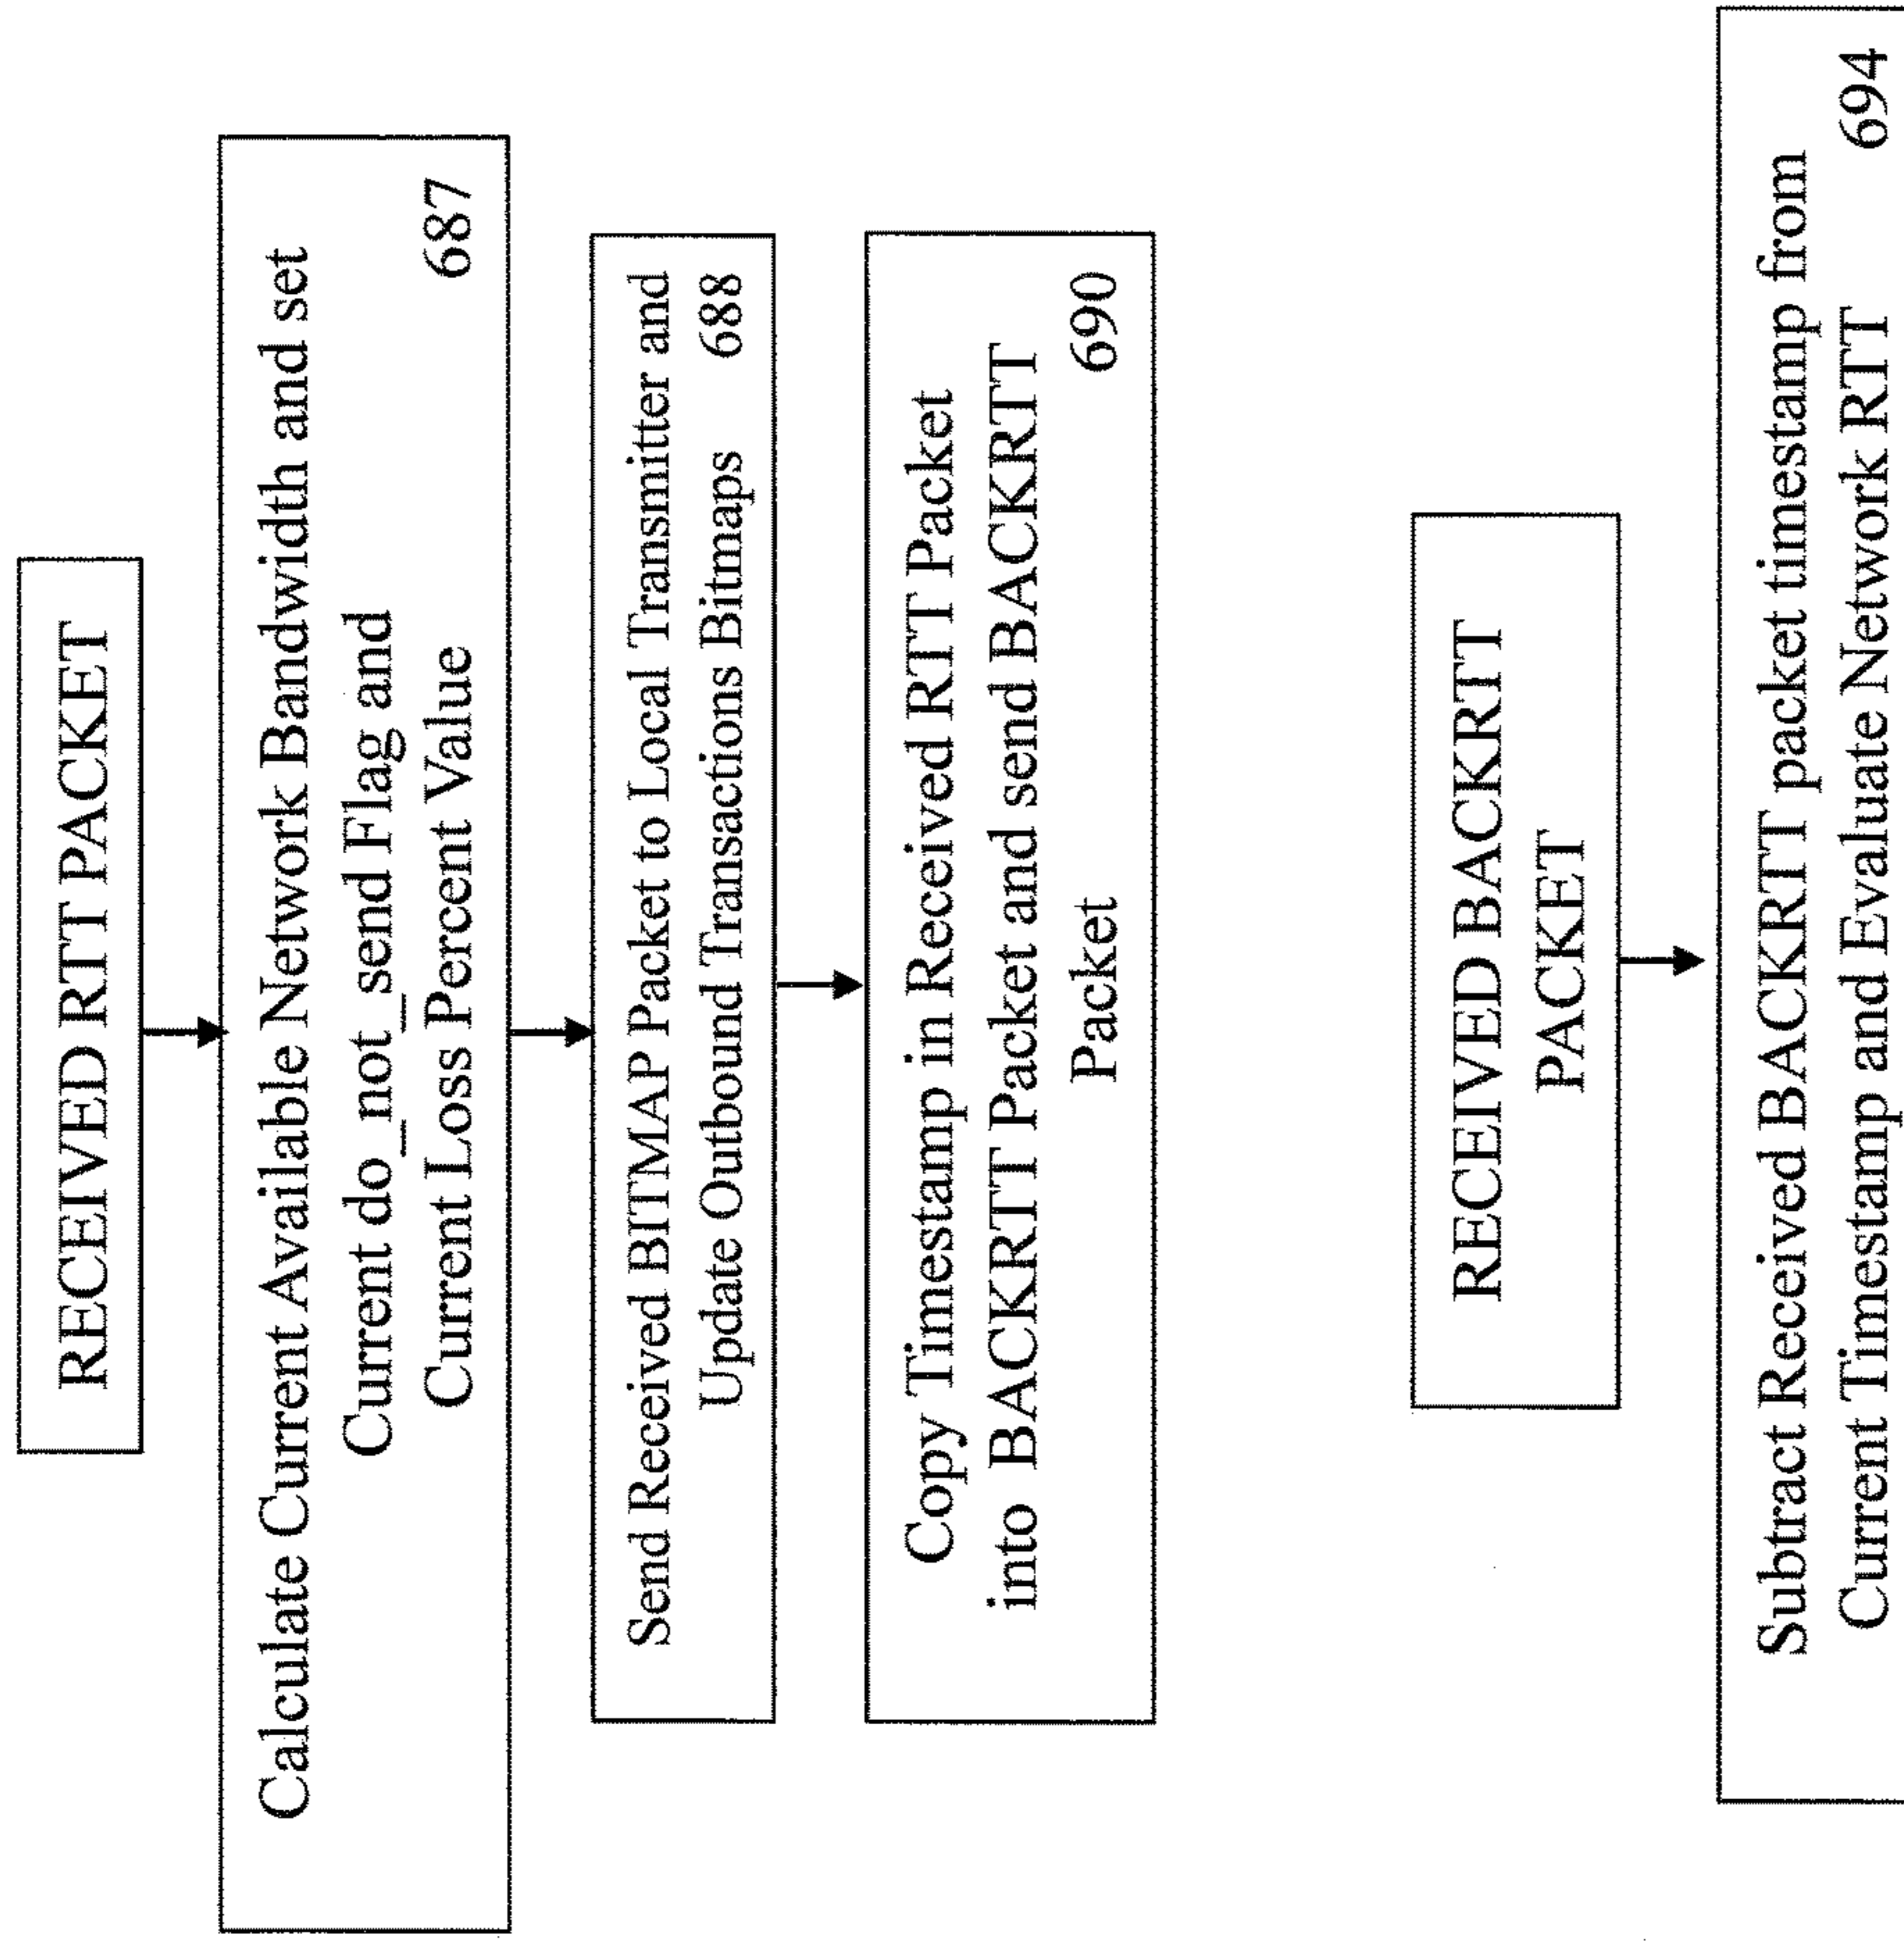 RECEIVED RTT PACKET
Calculate Current Available Network Bandwidth and set
Current do_not_send Flag and
Current Loss Percent Value 687
Send Received BITMAP Packet to Local Transmitter and
Update Outbound Transactions Bitmaps 688
Copy Timestamp in Received RTT Packet
into BACKRTT Packet and send BACKRTT
Packet 690
RECEIVED BACKRTT
PACKET
Subtract Received BACKRTT packet timestamp from
Current Timestamp and Evaluate Network RTT 694